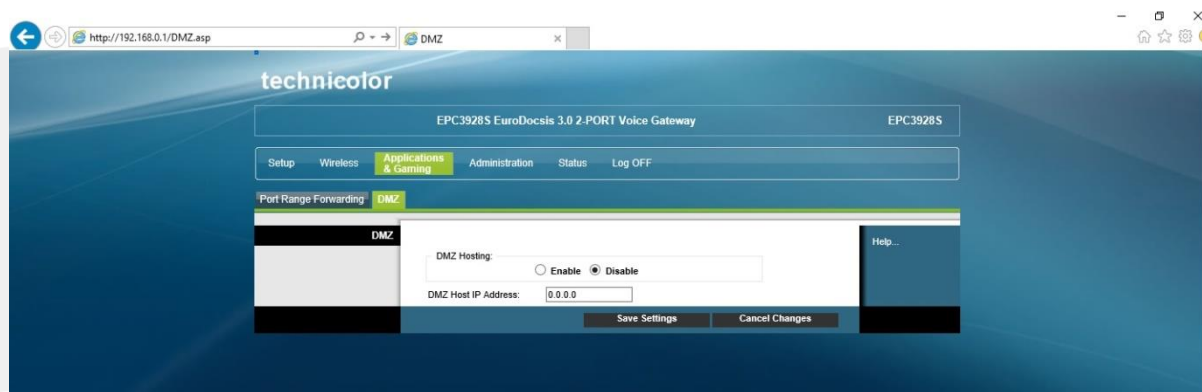 http://192.168.0.1/DMZ.asp
DMZ
technicolor
EPC3928S EuroDocsis 3.0 2-PORT Voice Gateway EPC3928S
Setup Wireless Applications & Gaming Administration Status Log OFF
Port Range Forwarding DMZ
DMZ
Help...
DMZ Hosting:
Enable Disable
DMZ Host IP Address: 0.0.0.0
Save Settings Cancel Changes